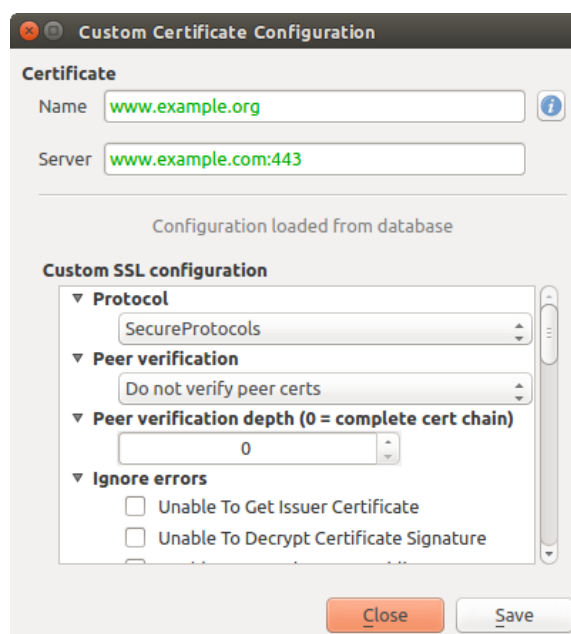 Custom Certificate Configuration
Certificate
Name www.example.org
Server www.example.com:443
Configuration loaded from database
Custom SSL configuration
Protocol
SecureProtocols
Peer verification
Do not verify peer certs
Peer verification depth (0 = complete cert chain)
0
Ignore errors
Unable To Get Issuer Certificate
Unable To Decrypt Certificate Signature
Close Save